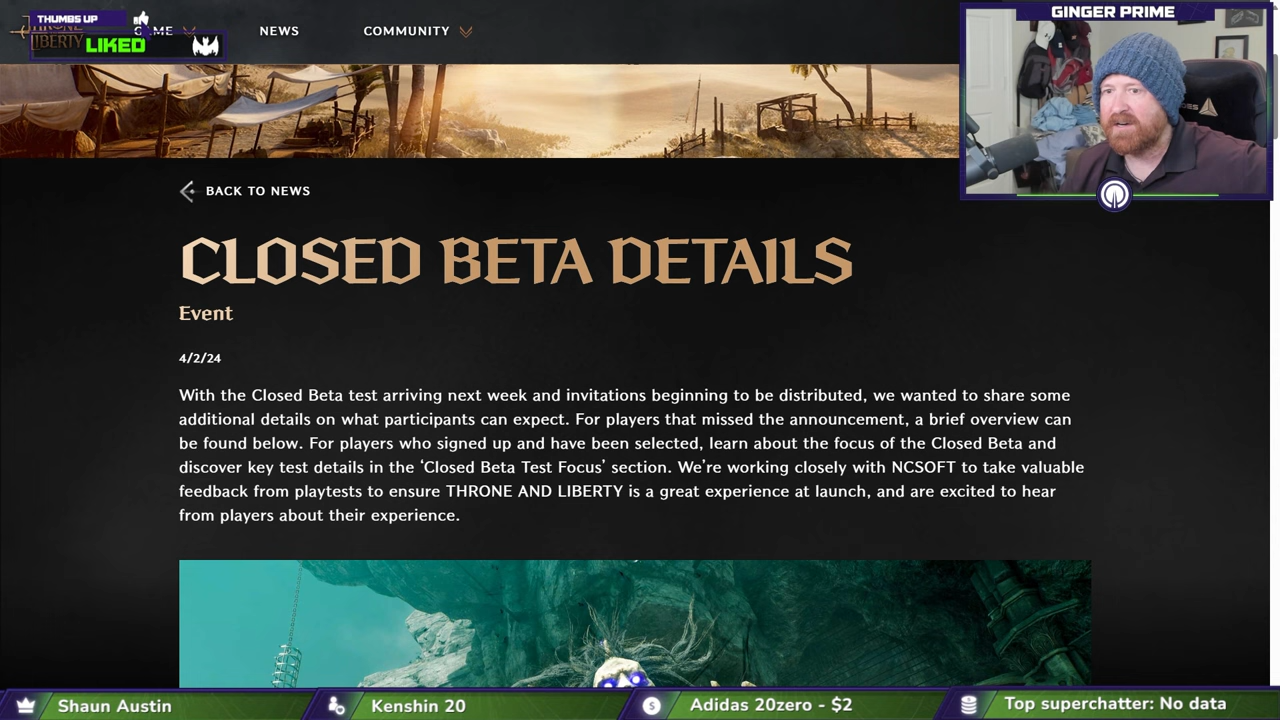 THUMBS UP
LIKED
THRONE
LIBERTY
GAME
NEWS
COMMUNITY
GINGER PRIME
BACK TO NEWS
CLOSED BETA DETAILS
Event
4/2/24
With the Closed Beta test arriving next week and invitations beginning to be distributed, we wanted to share some
additional details on what participants can expect. For players that missed the announcement, a brief overview can
be found below. For players who signed up and have been selected, learn about the focus of the Closed Beta and
discover key test details in the ‘Closed Beta Test Focus’ section. We’re working closely with NCSOFT to take valuable
feedback from playtests to ensure THRONE AND LIBERTY is a great experience at launch, and are excited to hear
from players about their experience.
Shaun Austin
Kenshin 20
Adidas 20zero - $2
Top superchatter: No data